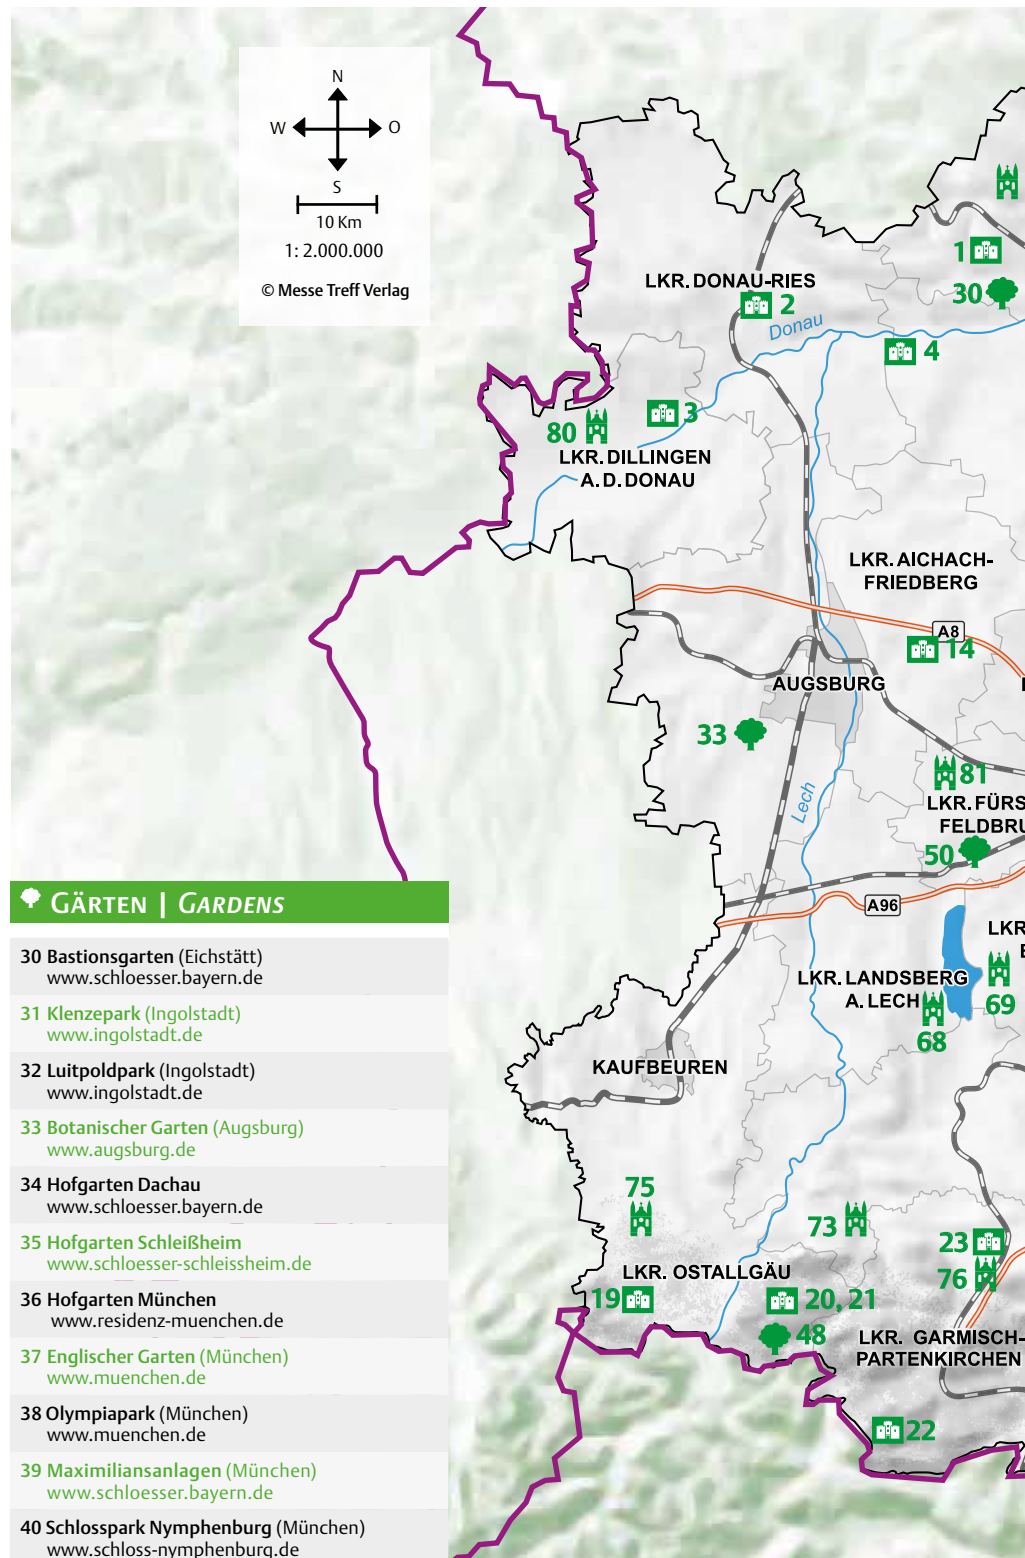 N
W O
S
10 Km
1: 2.000.000
© Messe Treff Verlag
1
30
LKR. DONAU-RIES
2
Donau
4
3
80
LKR. DILLINGEN
A. D. DONAU
LKR. AICHACH-
FRIEDBERG
A8
14
AUGSBURG
33
81
Lech
LKR. FÜRS
FELDBRU
50
A96
LKR
LKR. LANDSBERG
A. LECH
69
68
KAUFBEUREN
75
73
23
76
LKR. OSTALLGÄU
19
20, 21
48
LKR. GARMISCH-
PARTENKIRCHEN
22
GÄRTEN | GARDENS
30 Bastionsgarten (Eichstätt)
www.schloesser.bayern.de
31 Klenzepark (Ingolstadt)
www.ingolstadt.de
32 Luitpoldpark (Ingolstadt)
www.ingolstadt.de
33 Botanischer Garten (Augsburg)
www.augsburg.de
34 Hofgarten Dachau
www.schloesser.bayern.de
35 Hofgarten Schleißheim
www.schloesser-schleissheim.de
36 Hofgarten München
www.residenz-muenchen.de
37 Englischer Garten (München)
www.muenchen.de
38 Olympiapark (München)
www.muenchen.de
39 Maximiliansanlagen (München)
www.schloesser.bayern.de
40 Schlosspark Nymphenburg (München)
www.schloss-nymphenburg.de